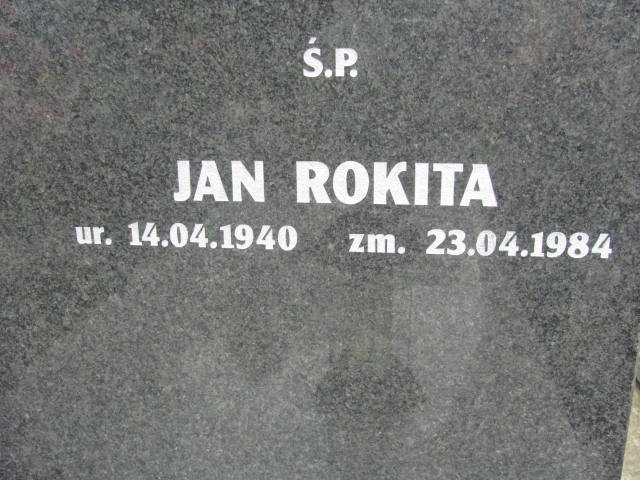 Ś.P.
JAN ROKITA
ur. 14.04.1940 zm. 23.04.1984